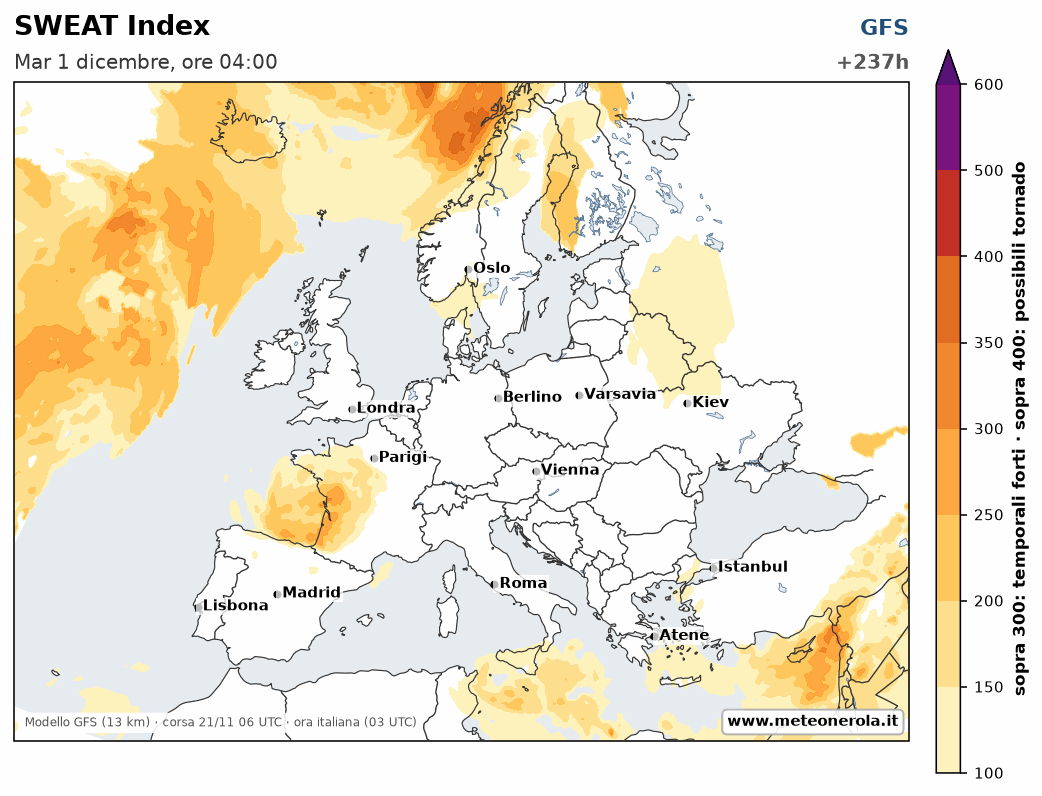 SWEAT Index
GFS
Mar 1 dicembre, ore 04:00
+237h
Oslo
Londra
Berlino
Varsavia
Kiev
Parigi
Vienna
Madrid
Lisbona
Roma
Istanbul
Atene
Modello GFS (13 km) · corsa 21/11 06 UTC · ora italiana (03 UTC)
www.meteonerola.it
600
500
400
350
300
250
200
150
100
sopra 300: temporali forti · sopra 400: possibili tornado